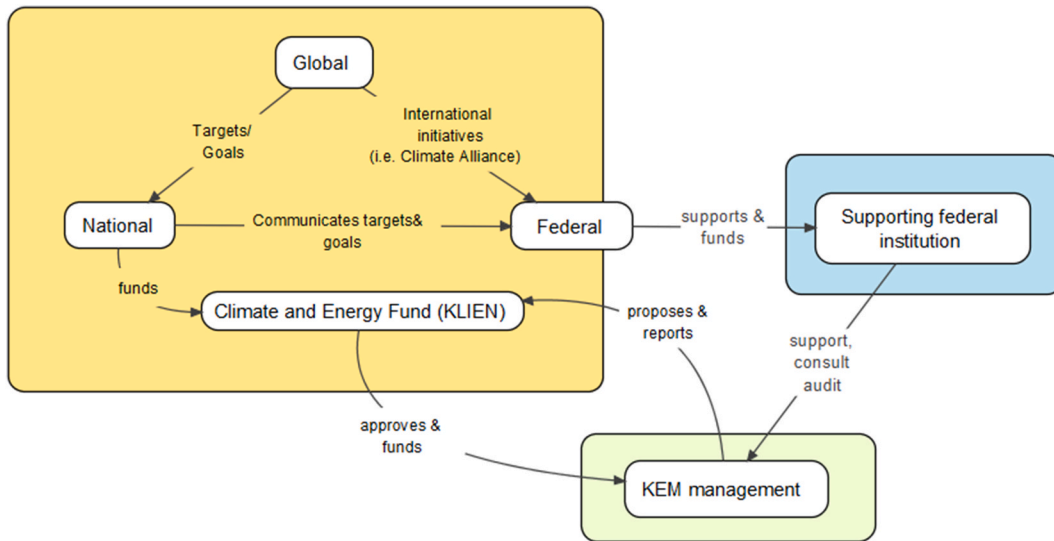 Global
Targets/
Goals
International
initiatives
(i.e. Climate Alliance)
National
Communicates targets&
goals
Federal
supports &
funds
Supporting federal
institution
funds
Climate and Energy Fund (KLIEN)
proposes &
reports
support,
consult
audit
approves &
funds
KEM management